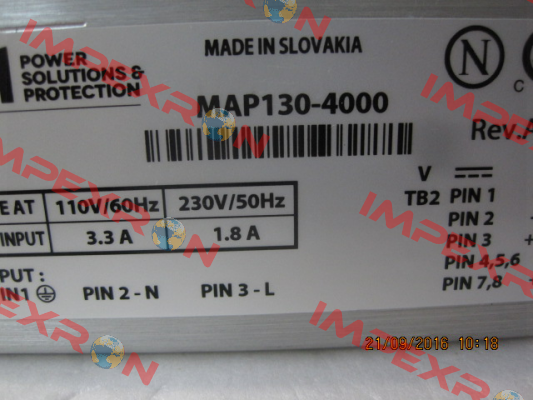 POWER
SOLUTIONS &
PROTECTION
MADE IN SLOVAKIA
N
C
MAP130-4000
Rev.A
E AT 110V/60Hz 230V/50Hz
INPUT 3.3 A 1.8 A
PUT :
IN1 PIN 2 - N PIN 3 - L
V
TB2 PIN 1
PIN 2 -
PIN 3 +
PIN 4,5,6
PIN 7,8 +
21/09/2016 10:18
IMPEXRON